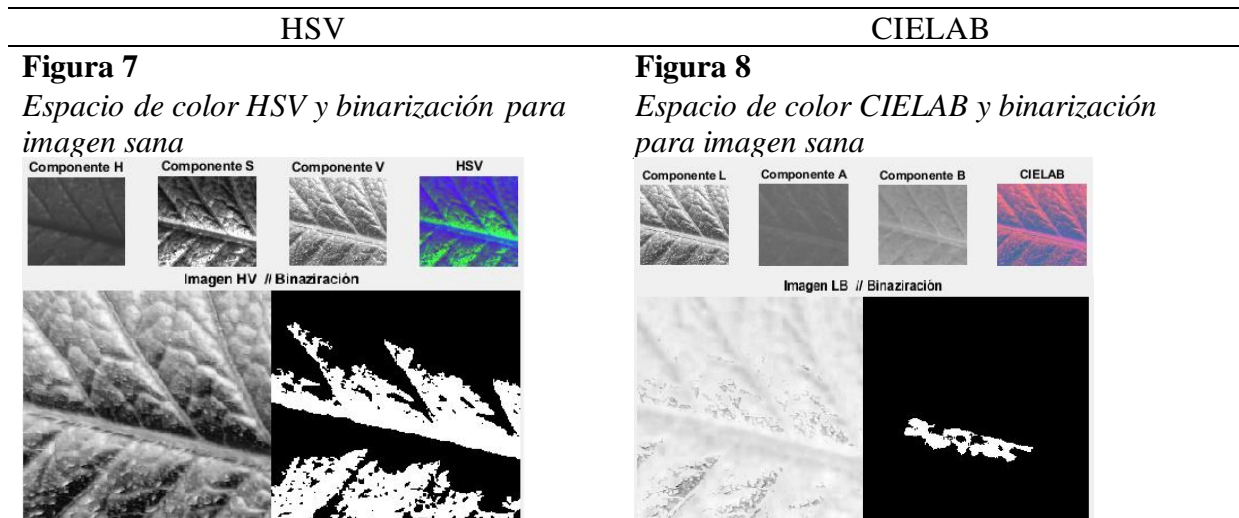 HSV
CIELAB
Figura 7
Espacio de color HSV y binarización para
imagen sana
Componente H Componente S Componente V HSV
Imagen HV // Binaziración
Figura 8
Espacio de color CIELAB y binarización
para imagen sana
Componente L Componente A Componente B CIELAB
Imagen LB // Binaziración